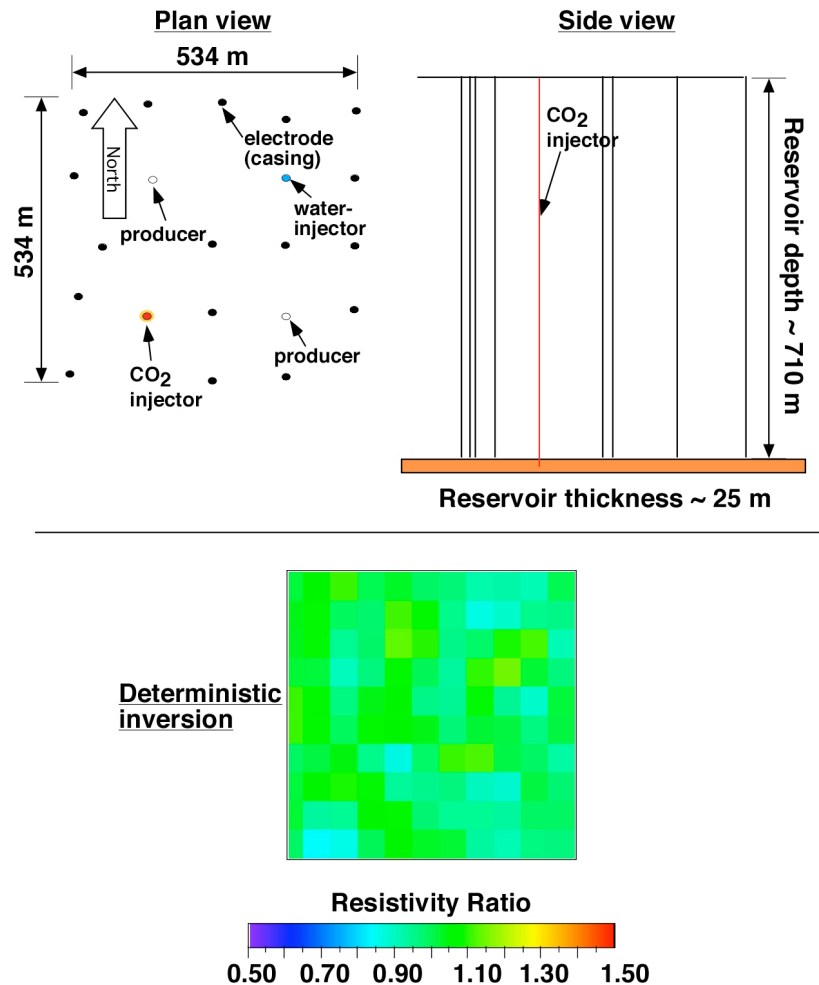 Plan view
534 m
534 m
North
electrode
(casing)
water-
injector
producer
producer
CO2
injector
Side view
CO2
injector
Reservoir depth ~ 710 m
Reservoir thickness ~ 25 m
Deterministic
inversion
Resistivity Ratio
0.50 0.70 0.90 1.10 1.30 1.50